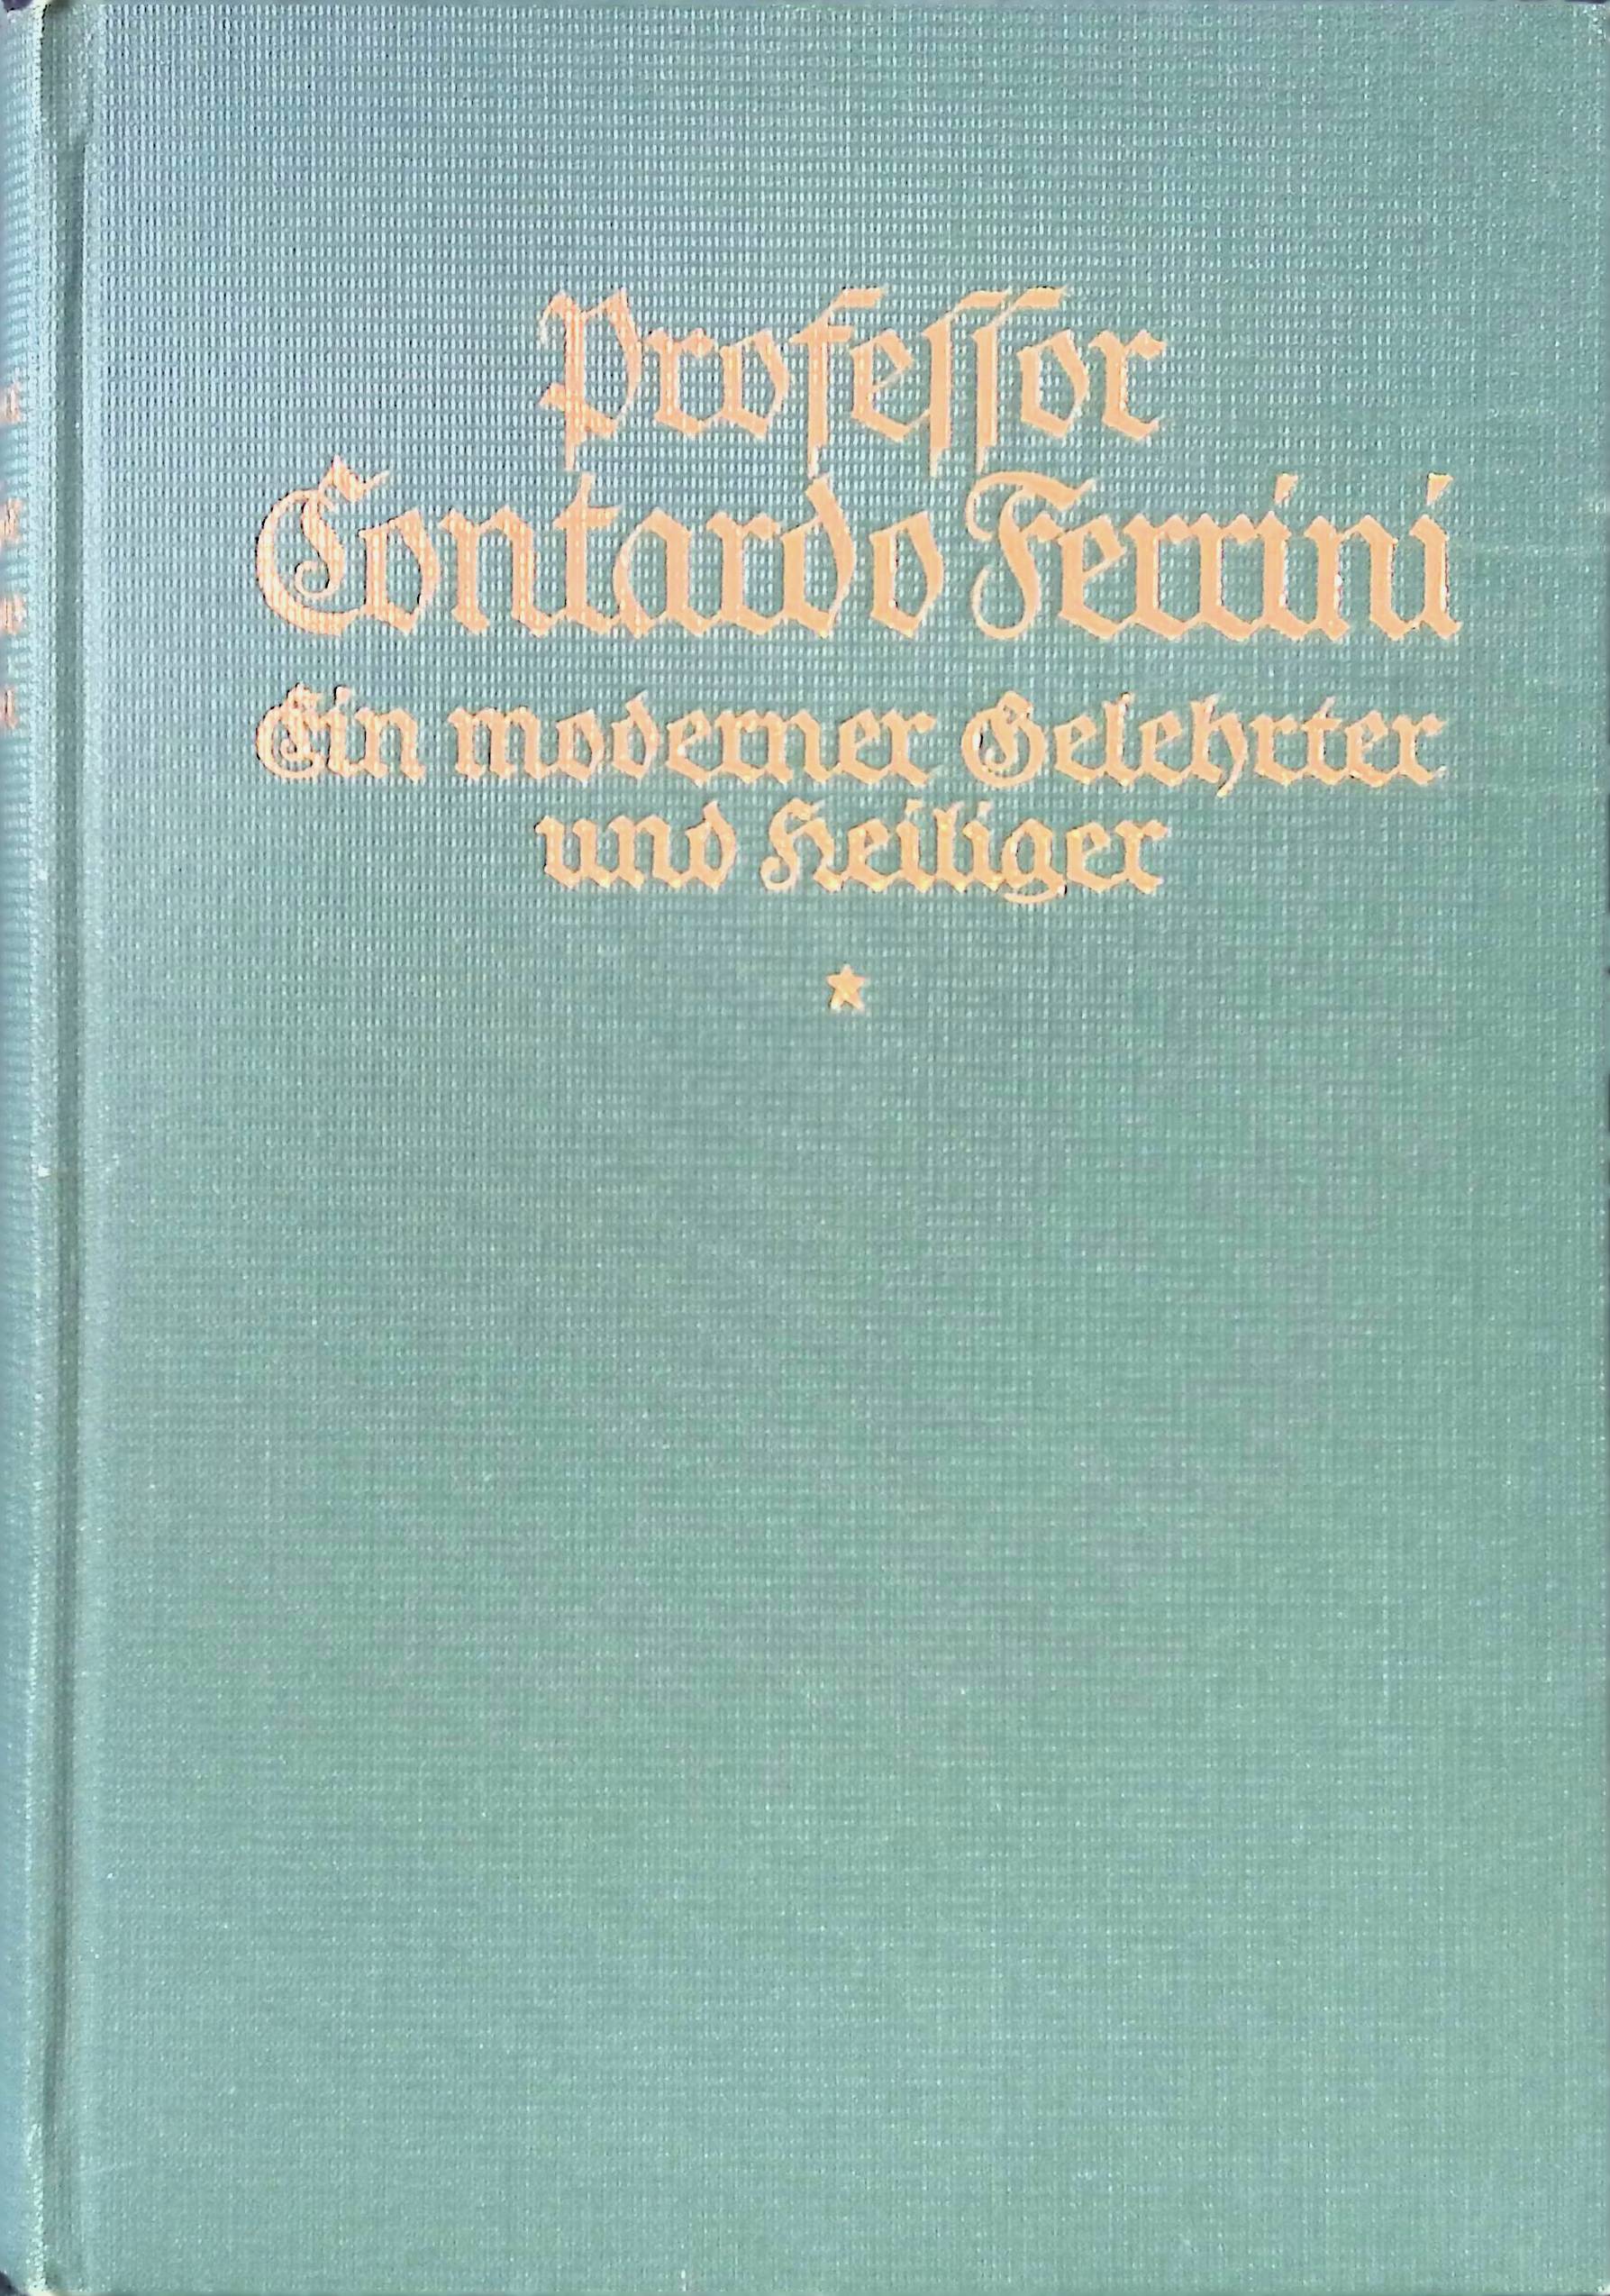 Professor
Contardo Ferrini
Ein moderner Gelehrter
und Heiliger